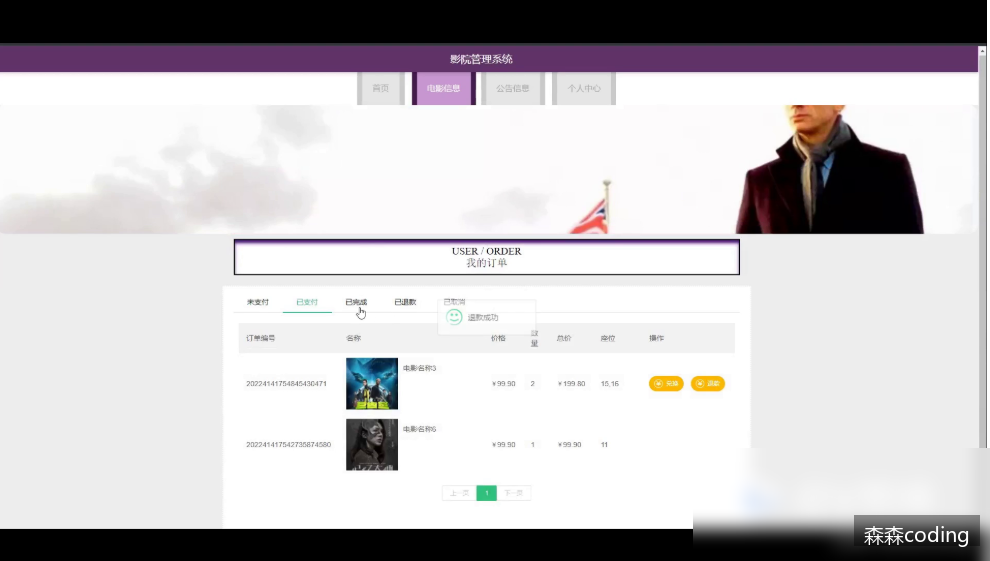 影院管理系统
首页 电影信息 公告信息 个人中心
USER / ORDER
我的订单
未支付 已支付 已完成 已退款 已取消
退款成功
订单编号 名称 价格 数量 总价 座位 操作
20224141754845430471 电影名称3 ￥99.90 2 ￥199.80 15,16 退款
202241417542735874580 电影名称6 ￥99.90 1 ￥99.90 11
上一页 1 下一页
森森coding